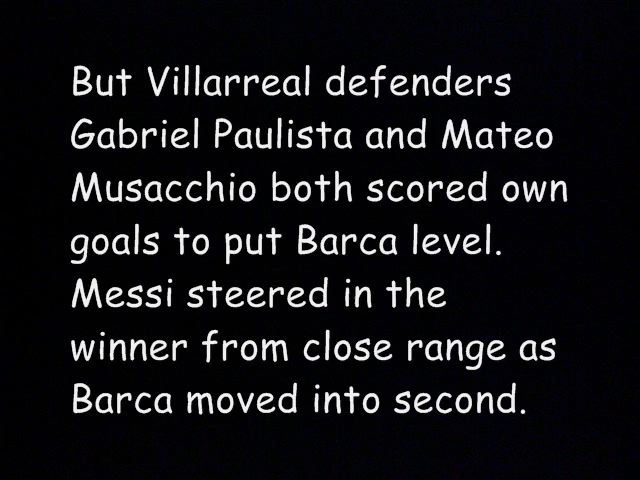 But Villarreal defenders
Gabriel Paulista and Mateo
Musacchio both scored own
goals to put Barca level.
Messi steered in the
winner from close range as
Barca moved into second.